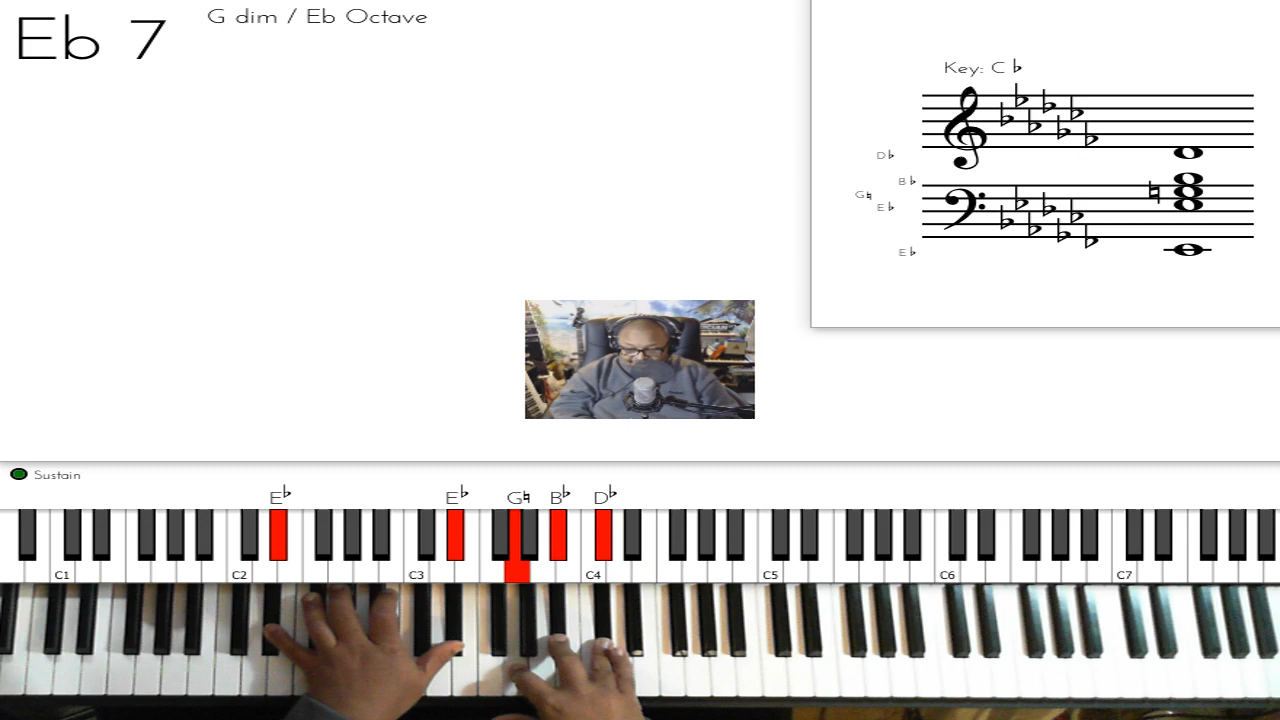 Eb 7
G dim / Eb Octave
Key: C ♭
D♭
B♭
G♮
E♭
E♭
Sustain
E♭ E♭ G♮ B♭ D♭
C1 C2 C3 C4 C5 C6 C7